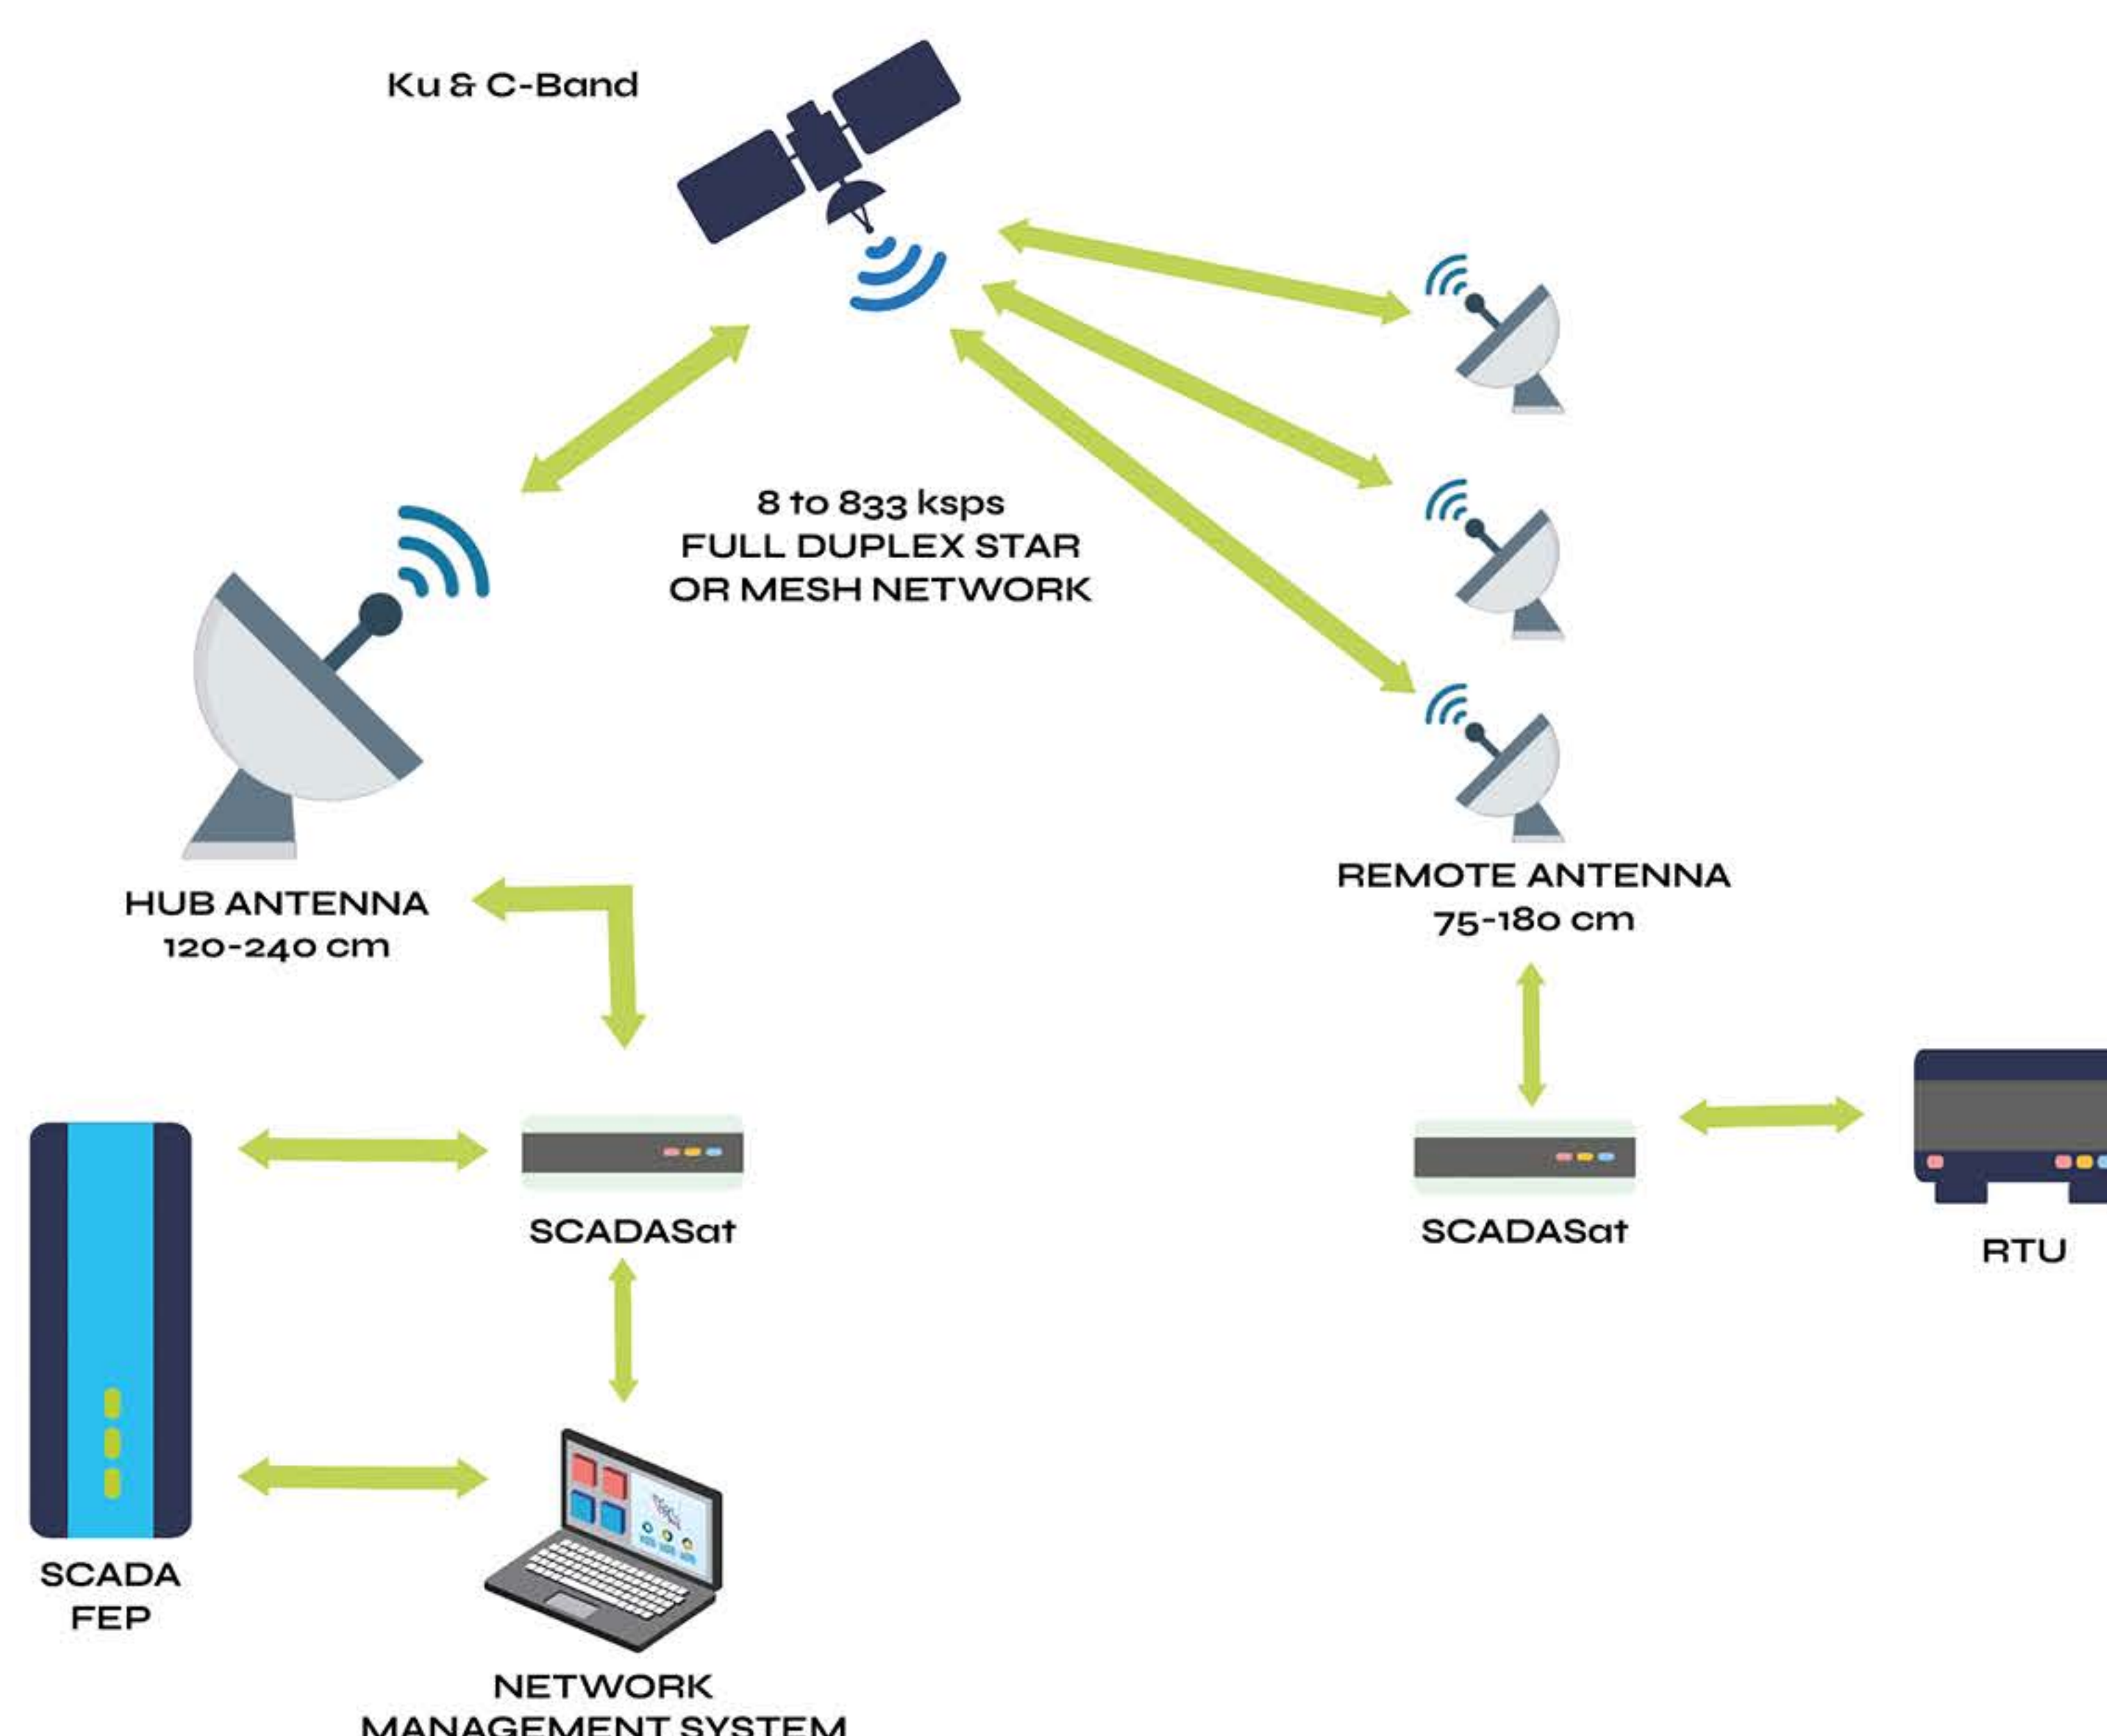 Ku & C-Band
8 to 833 ksps
FULL DUPLEX STAR
OR MESH NETWORK
HUB ANTENNA
120-240 cm
REMOTE ANTENNA
75-180 cm
SCADASat
SCADASat
RTU
SCADA
FEP
NETWORK
MANAGEMENT SYSTEM